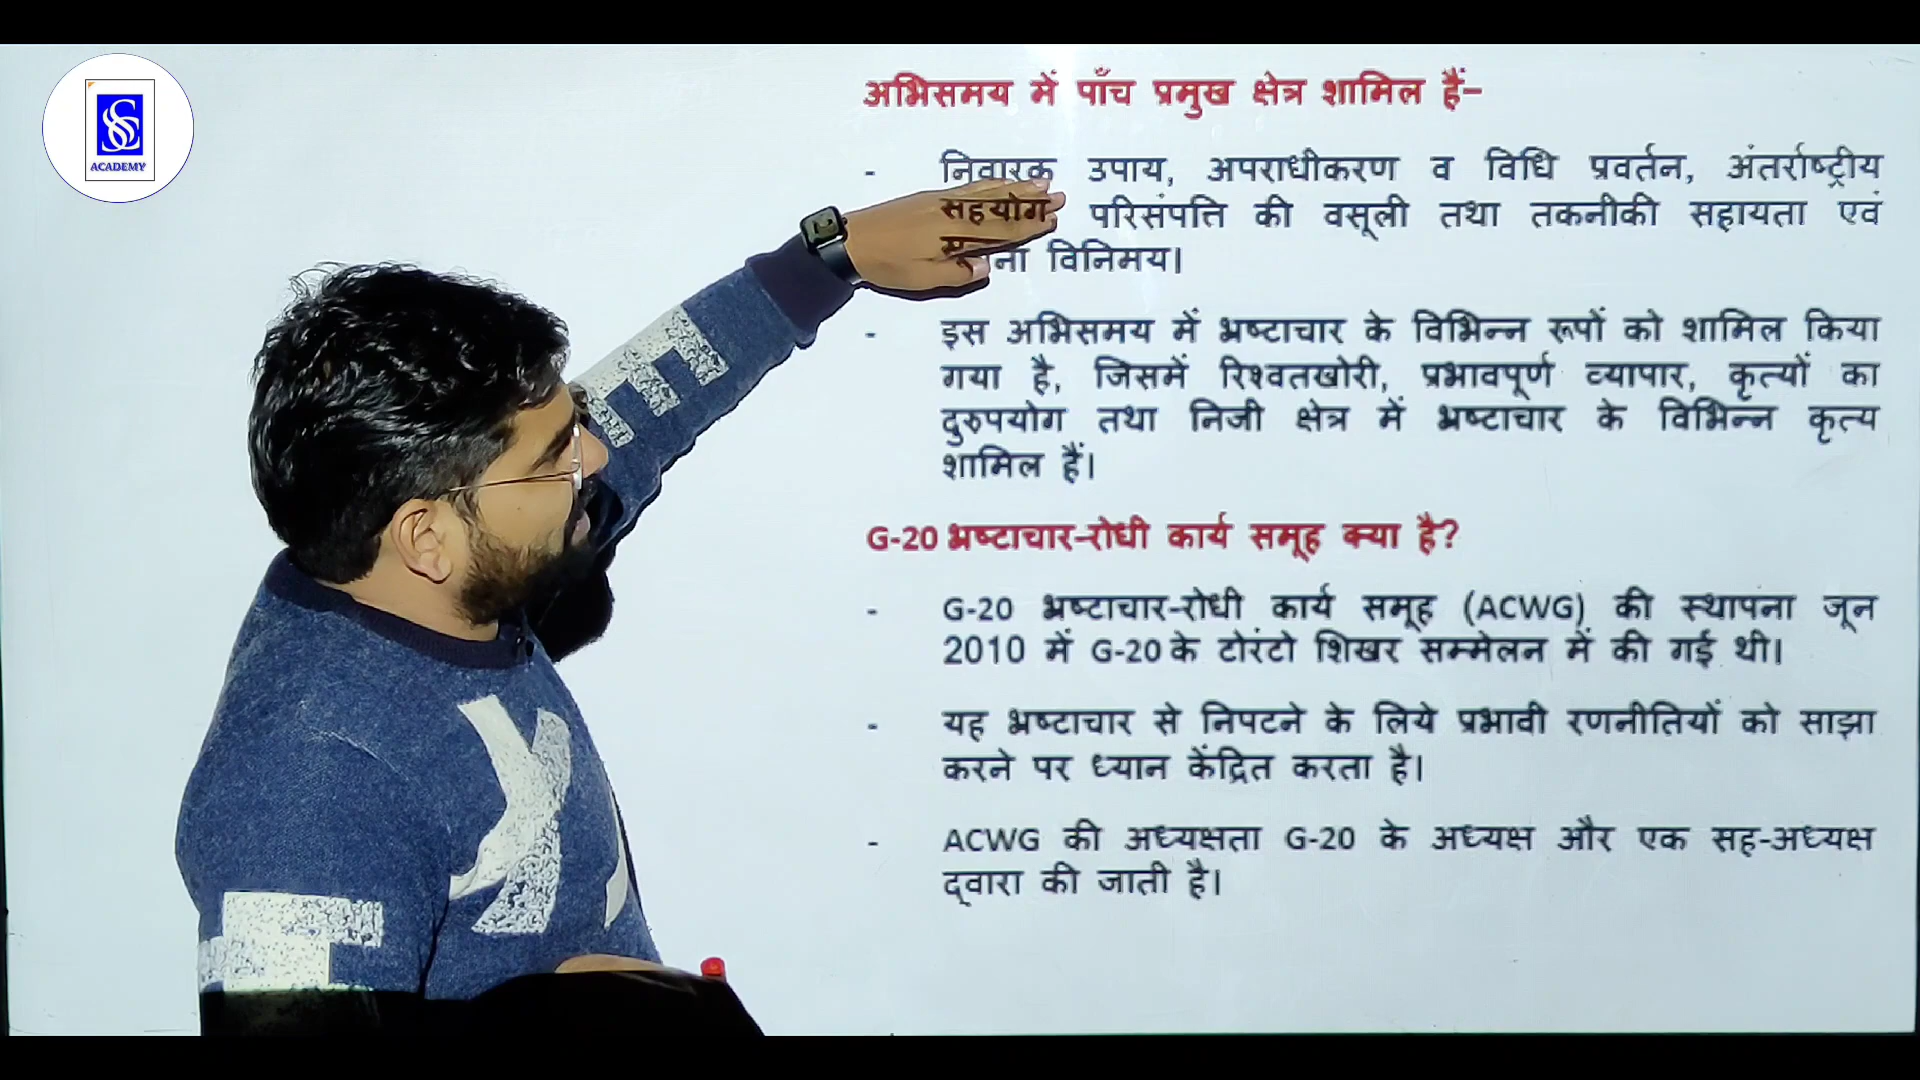 SSC
ACADEMY
अभिसमय में पाँच प्रमुख क्षेत्र शामिल हैं–
- निवारक उपाय, अपराधीकरण व विधि प्रवर्तन, अंतर्राष्ट्रीय
सहयोग, परिसंपत्ति की वसूली तथा तकनीकी सहायता एवं
सूचना विनिमय।
- इस अभिसमय में भ्रष्टाचार के विभिन्न रूपों को शामिल किया
गया है, जिसमें रिश्वतखोरी, प्रभावपूर्ण व्यापार, कृत्यों का
दुरुपयोग तथा निजी क्षेत्र में भ्रष्टाचार के विभिन्न कृत्य
शामिल हैं।
G-20 भ्रष्टाचार-रोधी कार्य समूह क्या है?
- G-20 भ्रष्टाचार-रोधी कार्य समूह (ACWG) की स्थापना जून
2010 में G-20 के टोरंटो शिखर सम्मेलन में की गई थी।
- यह भ्रष्टाचार से निपटने के लिये प्रभावी रणनीतियों को साझा
करने पर ध्यान केंद्रित करता है।
- ACWG की अध्यक्षता G-20 के अध्यक्ष और एक सह-अध्यक्ष
द्वारा की जाती है।